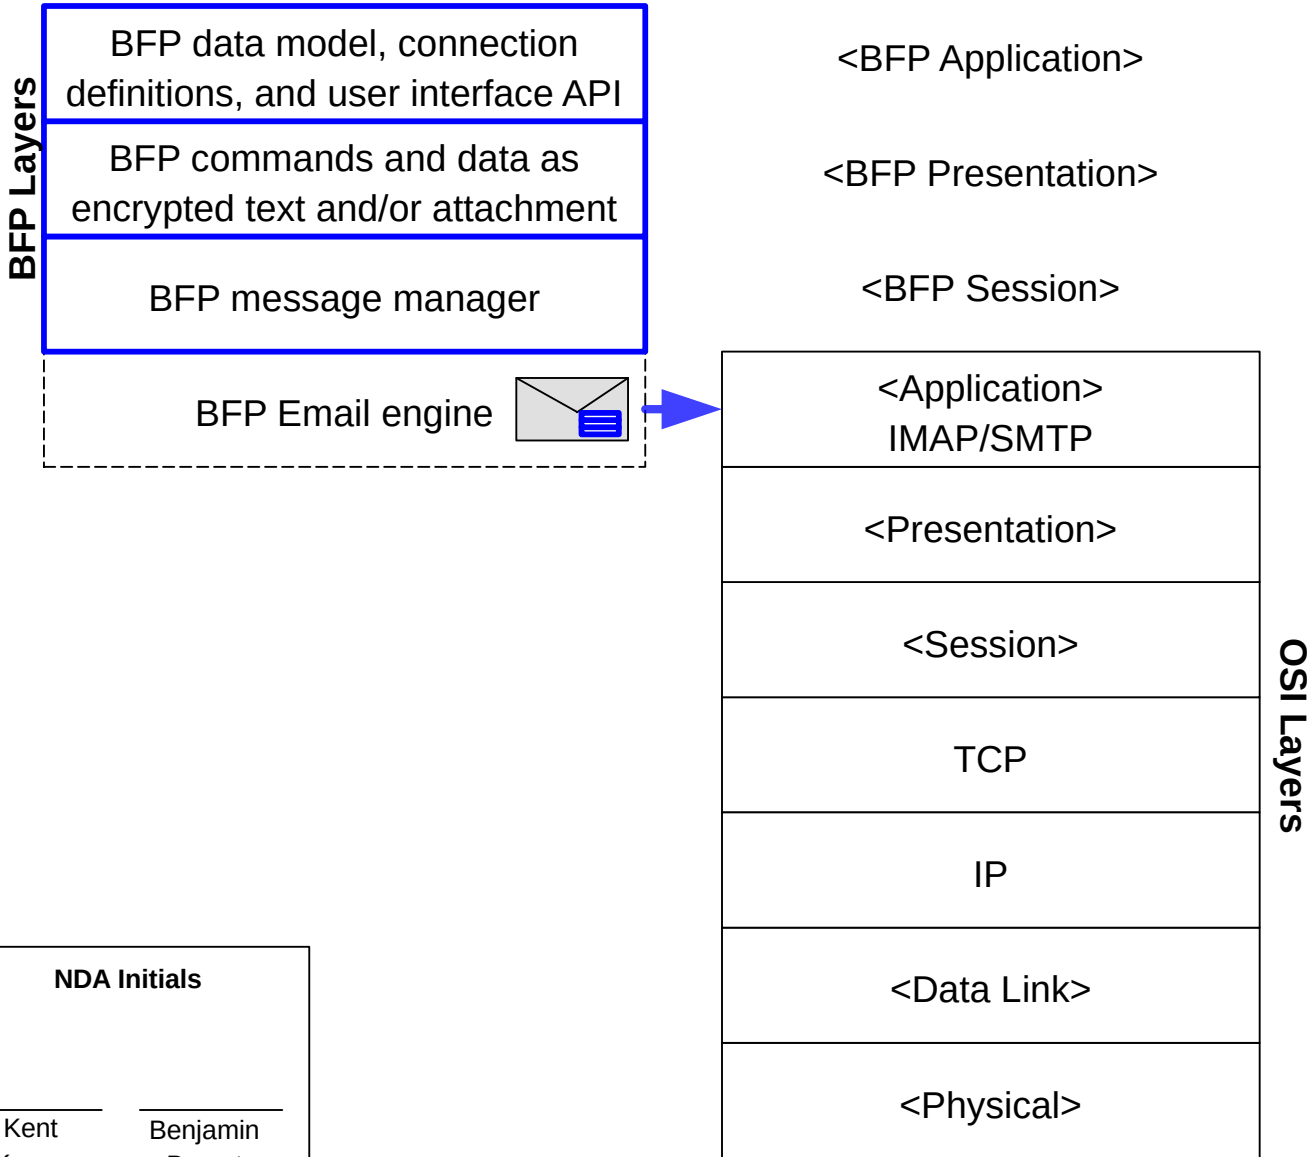 BFP Layers
BFP data model, connection
definitions, and user interface API
BFP commands and data as
encrypted text and/or attachment
BFP message manager
BFP Email engine
<BFP Application>
<BFP Presentation>
<BFP Session>
<Application>
IMAP/SMTP
<Presentation>
<Session>
TCP
IP
<Data Link>
<Physical>
OSI Layers
NDA Initials
Kent
Benjamin